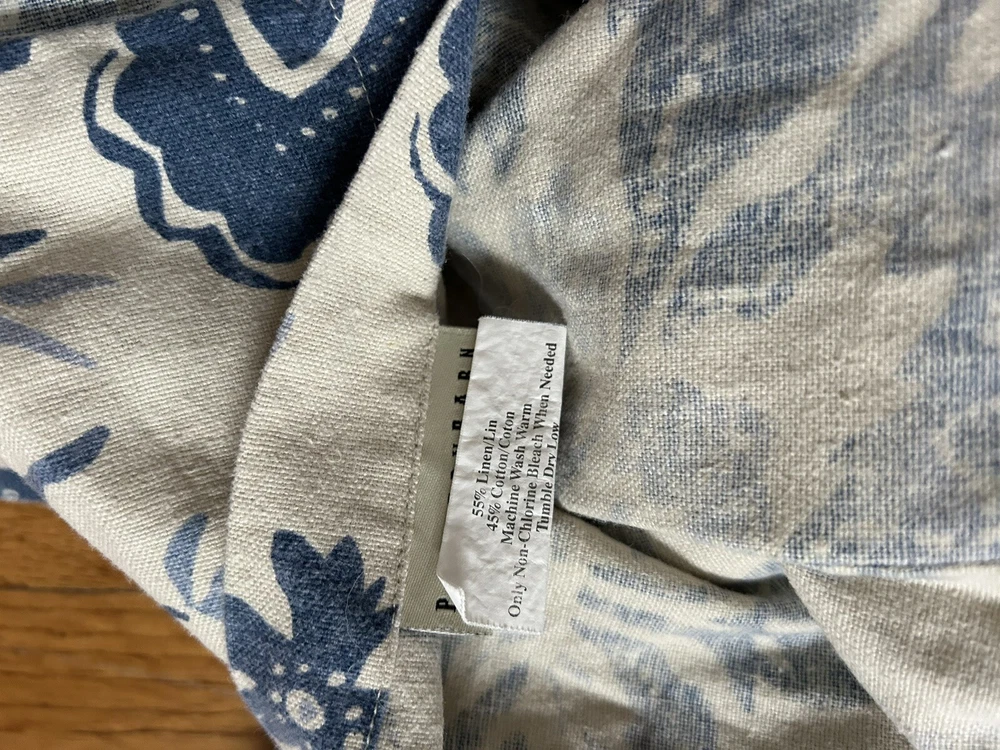 55% Linen/Lin
45% Cotton/Coton
Machine Wash Warm
Only Non-Chlorine Bleach When Needed
Tumble Dry Low